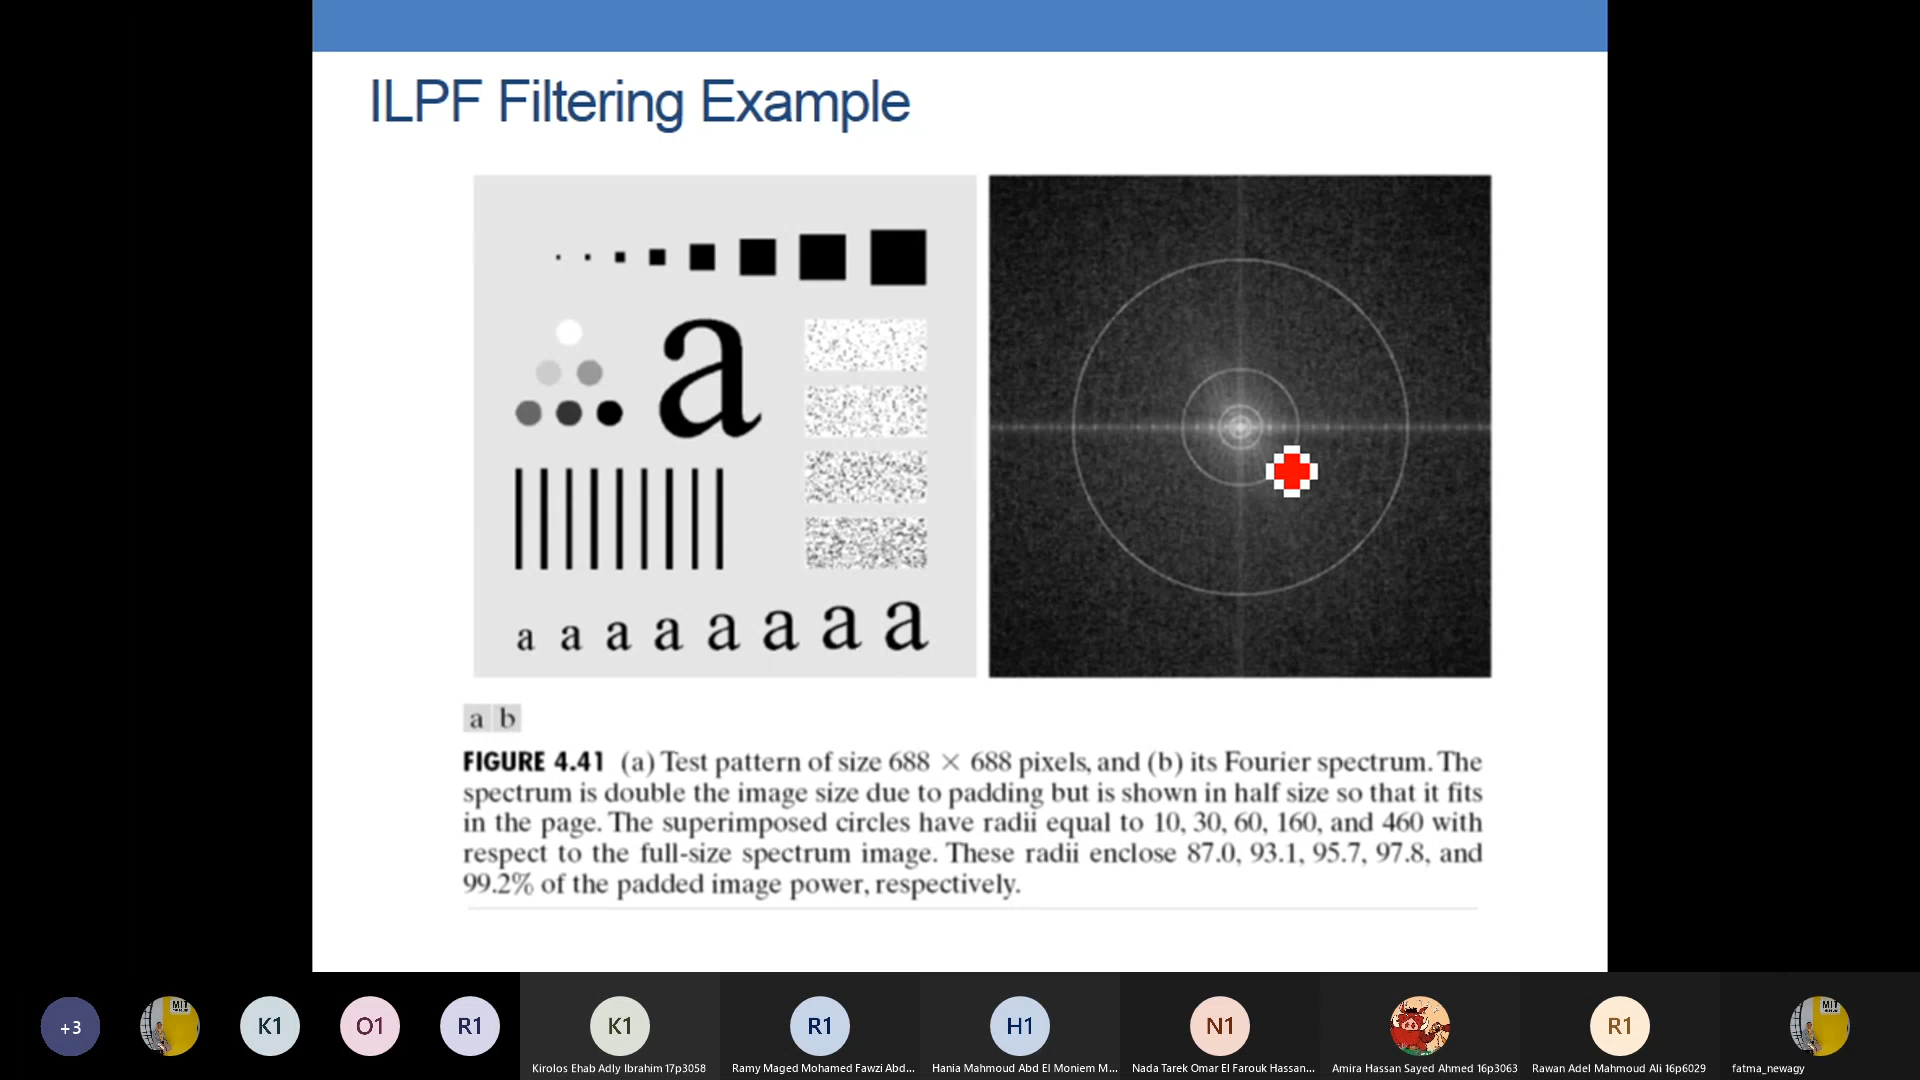 ILPF Filtering Example
a
a a a a a a a a
a b
FIGURE 4.41 (a) Test pattern of size 688 × 688 pixels, and (b) its Fourier spectrum. The
spectrum is double the image size due to padding but is shown in half size so that it fits
in the page. The superimposed circles have radii equal to 10, 30, 60, 160, and 460 with
respect to the full-size spectrum image. These radii enclose 87.0, 93.1, 95.7, 97.8, and
99.2% of the padded image power, respectively.
+3 MIT K1 O1 R1 K1 R1 H1 N1 R1 MIT
Kirolos Ehab Adly Ibrahim 17p3058 Ramy Maged Mohamed Fawzi Abd... Hania Mahmoud Abd El Moniem M... Nada Tarek Omar El Farouk Hassan... Amira Hassan Sayed Ahmed 16p3063 Rawan Adel Mahmoud Ali 16p6029 fatma_newagy